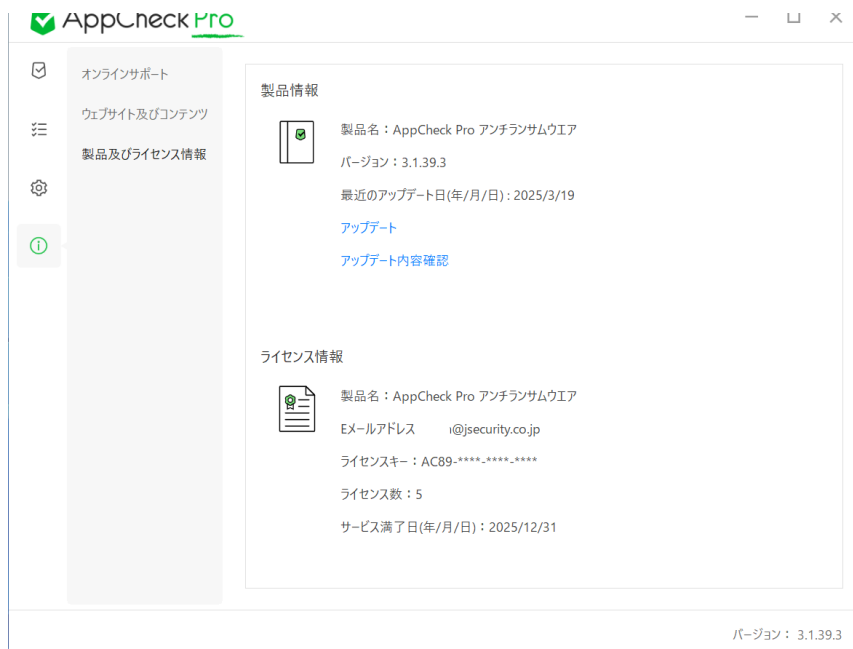 AppCheck Pro
オンラインサポート
ウェブサイト及びコンテンツ
製品及びライセンス情報
製品情報
製品名：AppCheck Pro アンチランサムウエア
バージョン：3.1.39.3
最近のアップデート日(年/月/日) : 2025/3/19
アップデート
アップデート内容確認
ライセンス情報
製品名：AppCheck Pro アンチランサムウエア
Eメールアドレス @jsecurity.co.jp
ライセンスキー：AC89-****-****-****
ライセンス数：5
サービス満了日(年/月/日)：2025/12/31
バージョン： 3.1.39.3